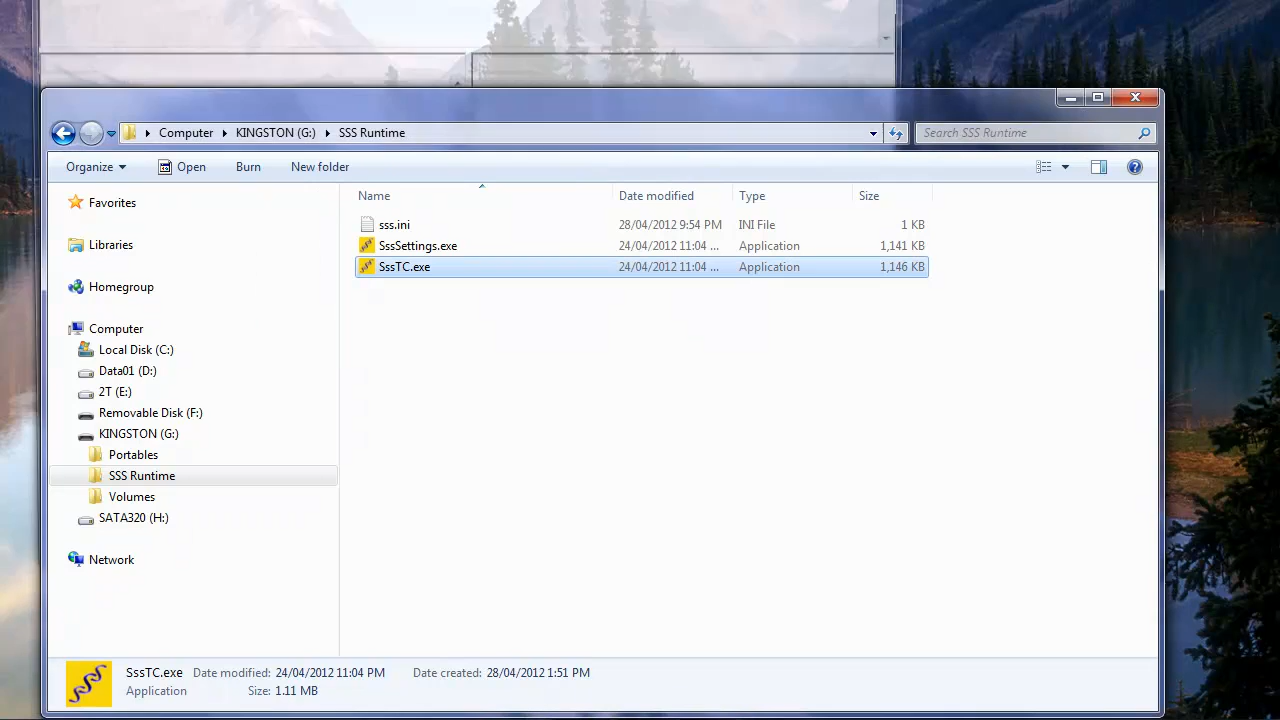 Computer KINGSTON (G:) SSS Runtime Search SSS Runtime
Organize Open Burn New folder
Name Date modified Type Size
sss.ini 28/04/2012 9:54 PM INI File 1 KB
SssSettings.exe 24/04/2012 11:04 ... Application 1,141 KB
SssTC.exe 24/04/2012 11:04 ... Application 1,146 KB
Favorites
Libraries
Homegroup
Computer
Local Disk (C:)
Data01 (D:)
2T (E:)
Removable Disk (F:)
KINGSTON (G:)
Portables
SSS Runtime
Volumes
SATA320 (H:)
Network
SssTC.exe Date modified: 24/04/2012 11:04 PM Date created: 28/04/2012 1:51 PM
Application Size: 1.11 MB